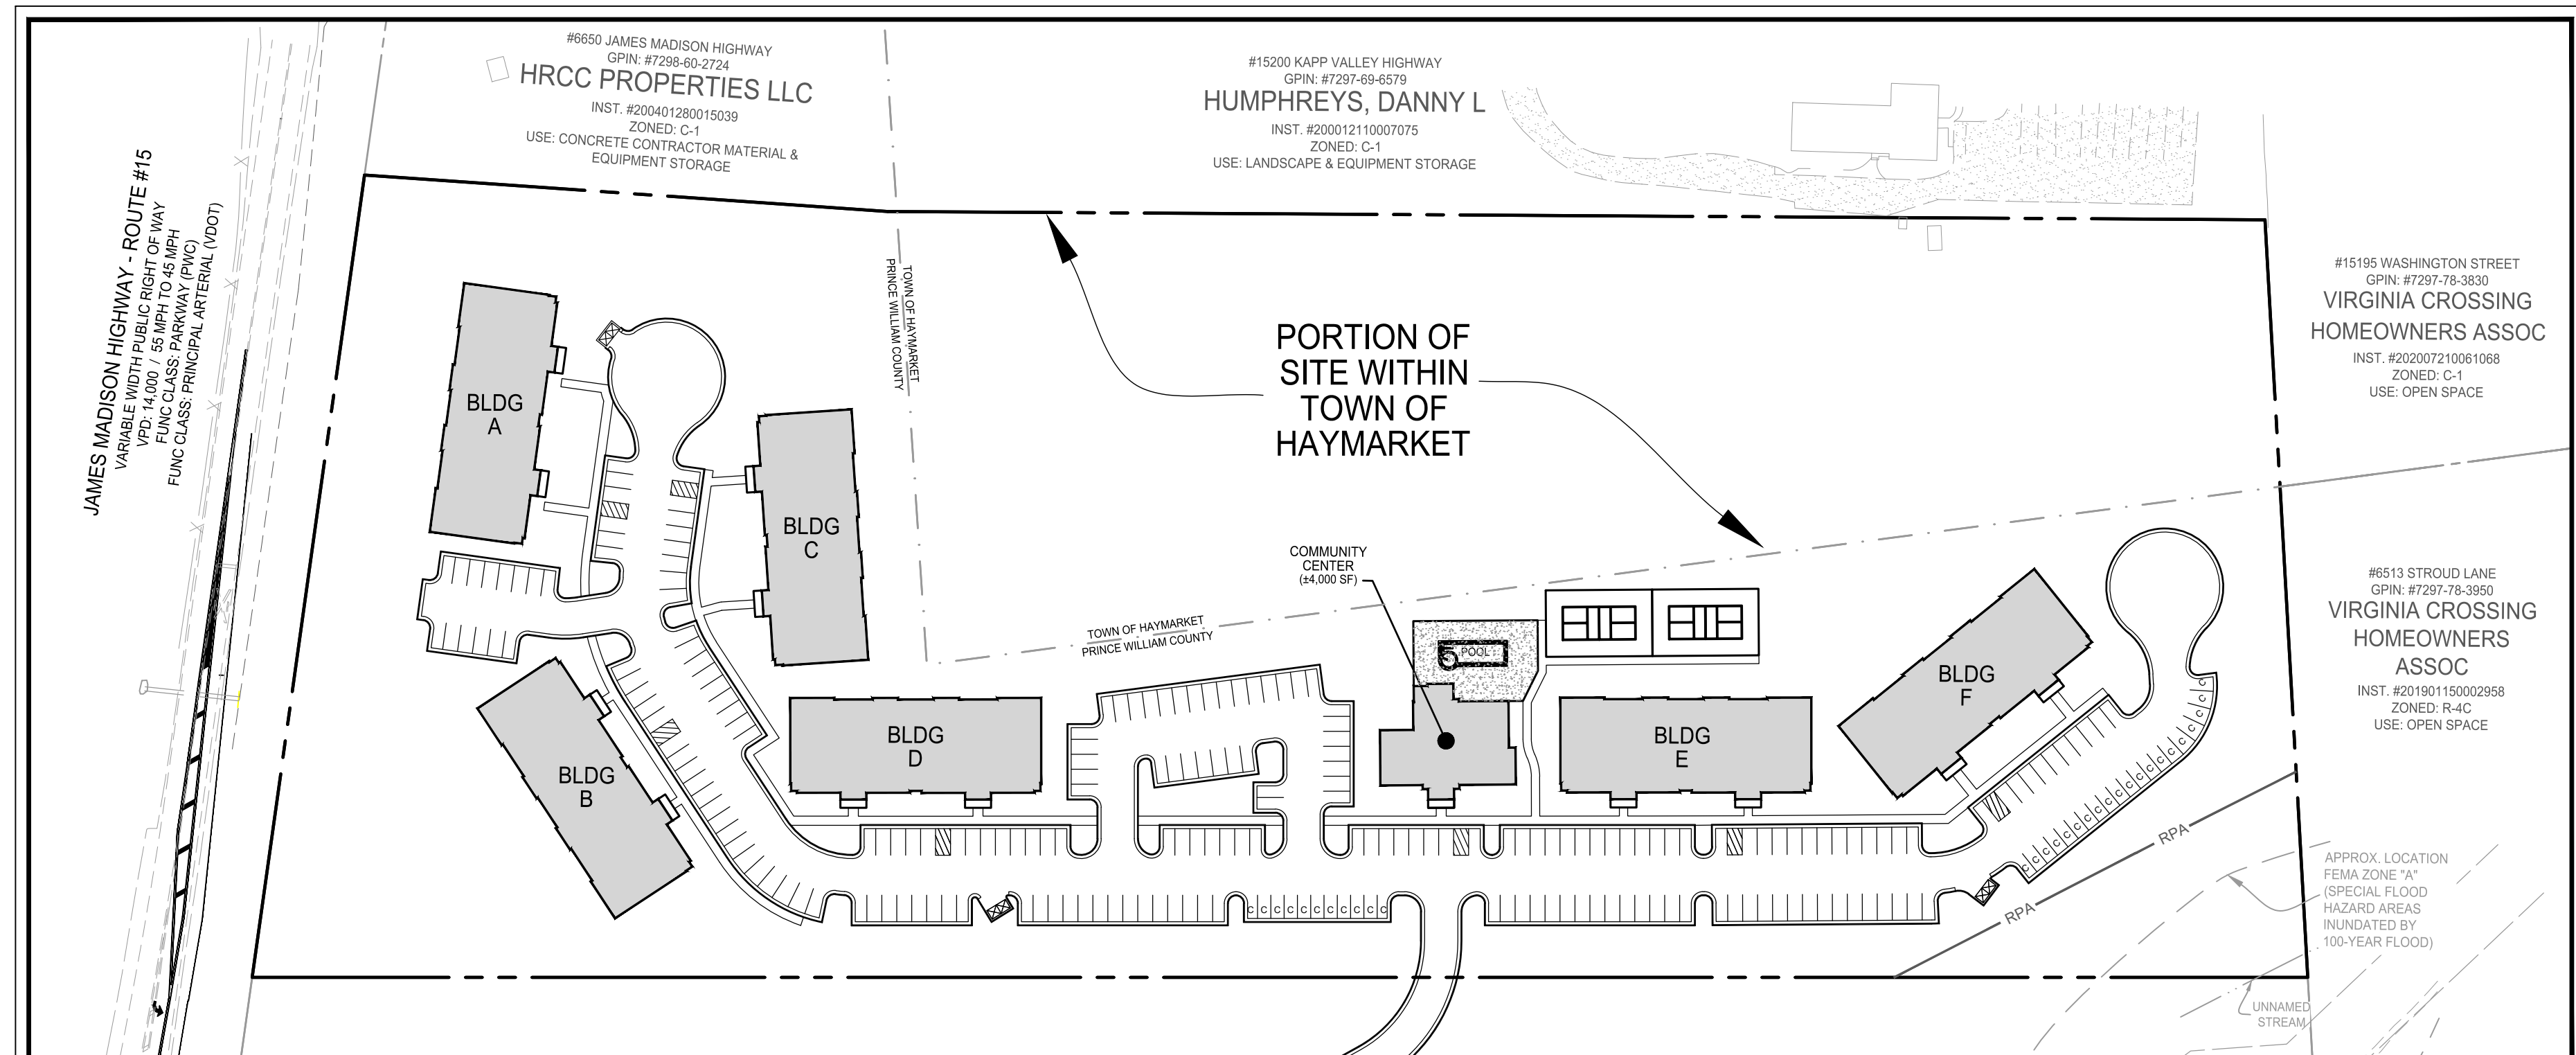 #6650 JAMES MADISON HIGHWAY
GPIN: #7298-60-2724
HRCC PROPERTIES LLC
INST. #200401280015039
ZONED: C-1
USE: CONCRETE CONTRACTOR MATERIAL &
EQUIPMENT STORAGE
#15200 KAPP VALLEY HIGHWAY
GPIN: #7297-69-6579
HUMPHREYS, DANNY L
INST. #200012110007075
ZONED: C-1
USE: LANDSCAPE & EQUIPMENT STORAGE
JAMES MADISON HIGHWAY - ROUTE #15
VARIABLE WIDTH PUBLIC RIGHT OF WAY
VPD: 14,000 / 55 MPH TO 45 MPH
FUNC CLASS: PARKWAY (PWC)
FUNC CLASS: PRINCIPAL ARTERIAL (VDOT)
TOWN OF HAYMARKET
PRINCE WILLIAM COUNTY
PORTION OF
SITE WITHIN
TOWN OF
HAYMARKET
#15195 WASHINGTON STREET
GPIN: #7297-78-3830
VIRGINIA CROSSING
HOMEOWNERS ASSOC
INST. #202007210061068
ZONED: C-1
USE: OPEN SPACE
#6513 STROUD LANE
GPIN: #7297-78-3950
VIRGINIA CROSSING
HOMEOWNERS
ASSOC
INST. #201901150002958
ZONED: R-4C
USE: OPEN SPACE
BLDG
A
BLDG
C
COMMUNITY
CENTER
(±4,000 SF)
TOWN OF HAYMARKET
PRINCE WILLIAM COUNTY
POOL
BLDG
B
BLDG
D
BLDG
E
BLDG
F
C C C C C C C C C C C
C C C C C C C C C C C C C C C C C C C C
RPA
RPA
APPROX. LOCATION
FEMA ZONE "A"
(SPECIAL FLOOD
HAZARD AREAS
INUNDATED BY
100-YEAR FLOOD)
UNNAMED
STREAM